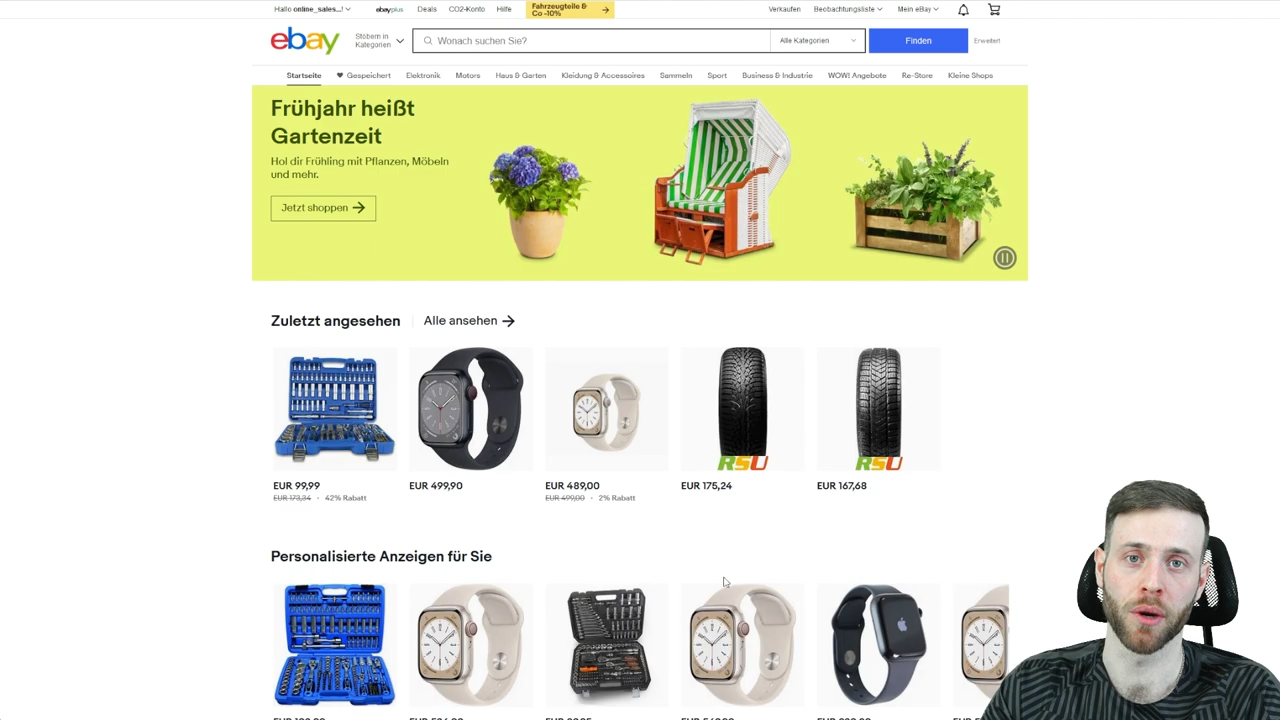 Hallo online_sales...!
ebayplus
Deals
CO2-Konto
Hilfe
Fahrzeugteile &
Co -10%
Verkaufen
Beobachtungsliste
Mein eBay
ebay
Stöbern in
Kategorien
Wonach suchen Sie?
Alle Kategorien
Finden
Erweitert
Startseite
Gespeichert
Elektronik
Motors
Haus & Garten
Kleidung & Accessoires
Sammeln
Sport
Business & Industrie
WOW! Angebote
Re-Store
Kleine Shops
Frühjahr heißt
Gartenzeit
Hol dir Frühling mit Pflanzen, Möbeln
und mehr.
Jetzt shoppen
Zuletzt angesehen
Alle ansehen
RSU
RSU
EUR 99,99
EUR 173,34 · 42% Rabatt
EUR 499,90
EUR 489,00
EUR 499,00 · 2% Rabatt
EUR 175,24
EUR 167,68
Personalisierte Anzeigen für Sie